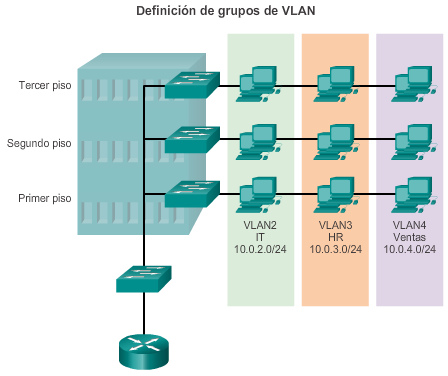 Definición de grupos de VLAN
Tercer piso
Segundo piso
Primer piso
VLAN2
IT
10.0.2.0/24
VLAN3
HR
10.0.3.0/24
VLAN4
Ventas
10.0.4.0/24